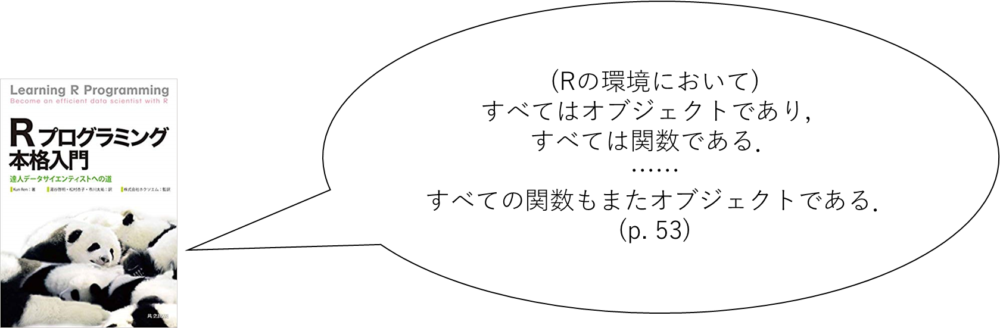 Learning R Programming
Become an efficient data scientist with R
Rプログラミング
本格入門
達人データサイエンティストへの道
Kun Ren：著 湯谷啓明・松村杏子・市川太祐：訳 株式会社ホクソエム：監訳
共立出版
(Rの環境において)
すべてはオブジェクトであり,
すべては関数である.
……
すべての関数もまたオブジェクトである.
(p. 53)